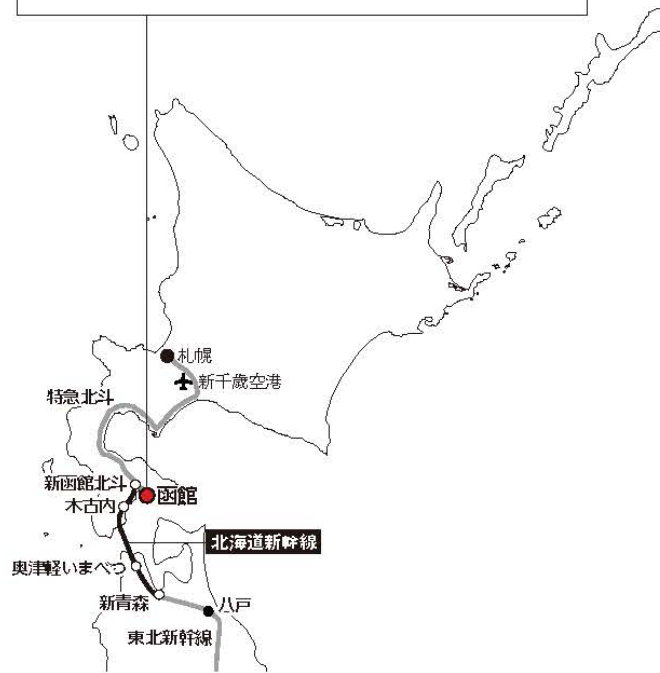 札幌
新千歳空港
特急北斗
新函館北斗
函館
木古内
北海道新幹線
奥津軽いまべつ
新青森
八戸
東北新幹線